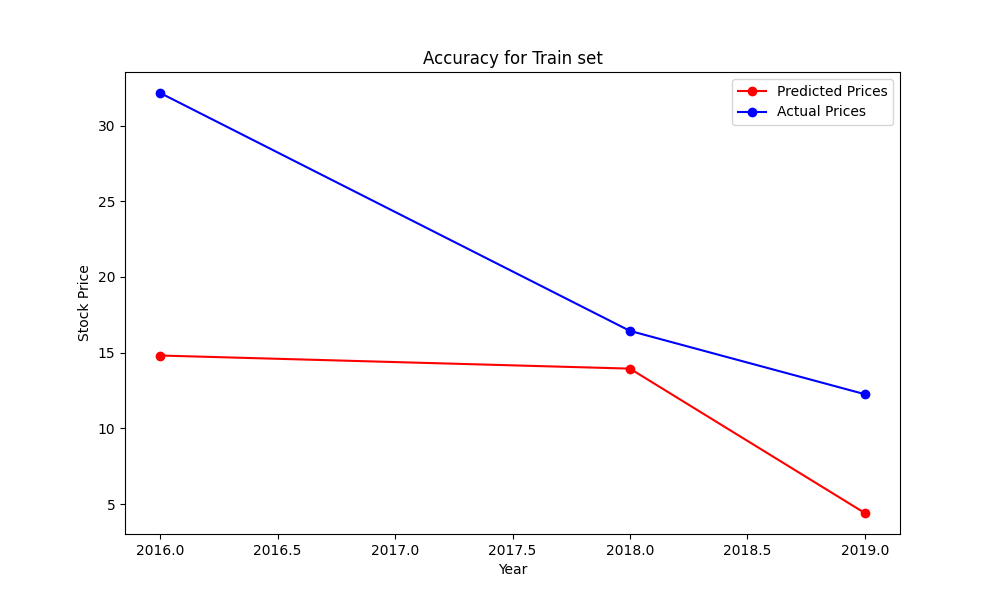 Accuracy for Train set
Predicted Prices
Actual Prices
30
25
20
15
10
5
Stock Price
2016.0 2016.5 2017.0 2017.5 2018.0 2018.5 2019.0
Year